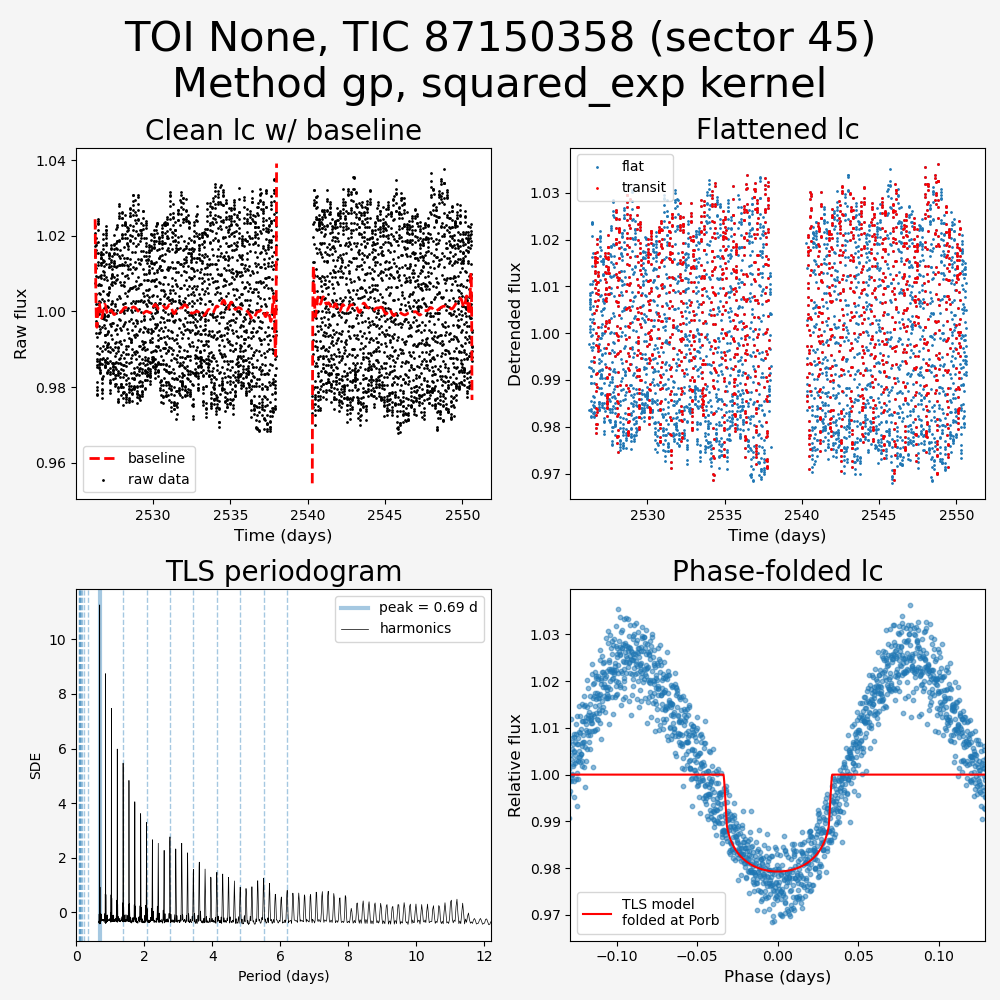 TOI None, TIC 87150358 (sector 45)
Method gp, squared_exp kernel
Clean lc w/ baseline
1.04
1.02
1.00
0.98
0.96
Raw flux
baseline
raw data
2530
2535
2540
2545
2550
Time (days)
Flattened lc
flat
transit
1.03
1.02
1.01
1.00
0.99
0.98
0.97
Detrended flux
2530
2535
2540
2545
2550
Time (days)
TLS periodogram
peak = 0.69 d
harmonics
10
8
6
4
2
0
SDE
0
2
4
6
8
10
12
Period (days)
Phase-folded lc
1.03
1.02
1.01
1.00
0.99
0.98
0.97
Relative flux
TLS model
folded at Porb
−0.10
−0.05
0.00
0.05
0.10
Phase (days)